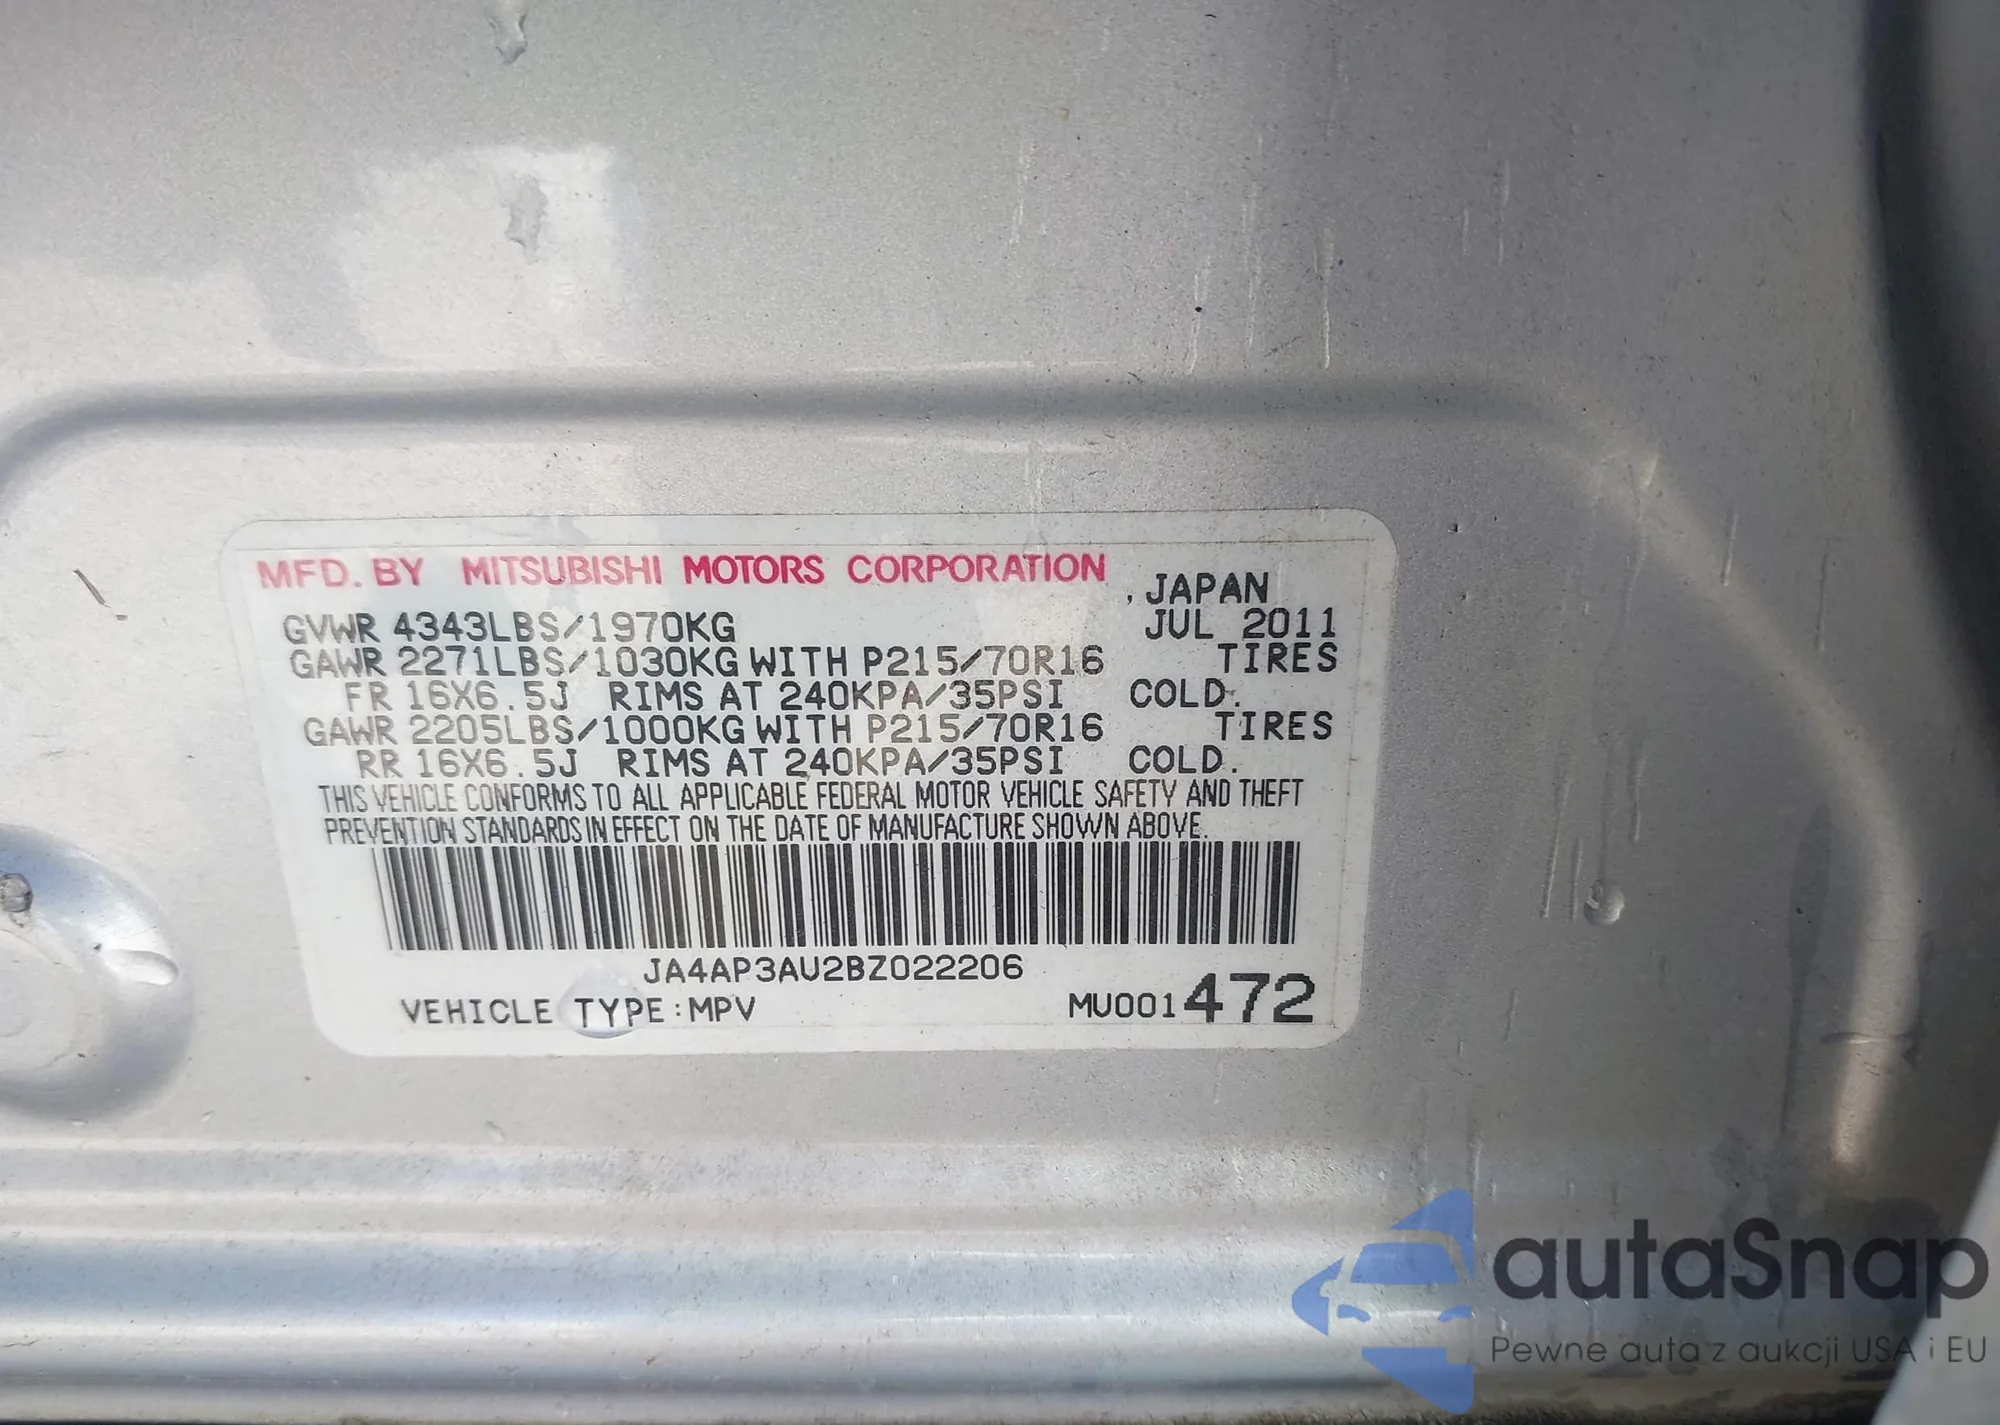 MFD. BY MITSUBISHI MOTORS CORPORATION
, JAPAN
GVWR 4343LBS/1970KG JUL 2011
GAWR 2271LBS/1030KG WITH P215/70R16 TIRES
FR 16X6.5J RIMS AT 240KPA/35PSI COLD.
GAWR 2205LBS/1000KG WITH P215/70R16 TIRES
RR 16X6.5J RIMS AT 240KPA/35PSI COLD.
THIS VEHICLE CONFORMS TO ALL APPLICABLE FEDERAL MOTOR VEHICLE SAFETY AND THEFT
PREVENTION STANDARDS IN EFFECT ON THE DATE OF MANUFACTURE SHOWN ABOVE.
JA4AP3AU2BZ022206
VEHICLE TYPE:MPV MU001472
autaSnap
Pewne auta z aukcji USA i EU